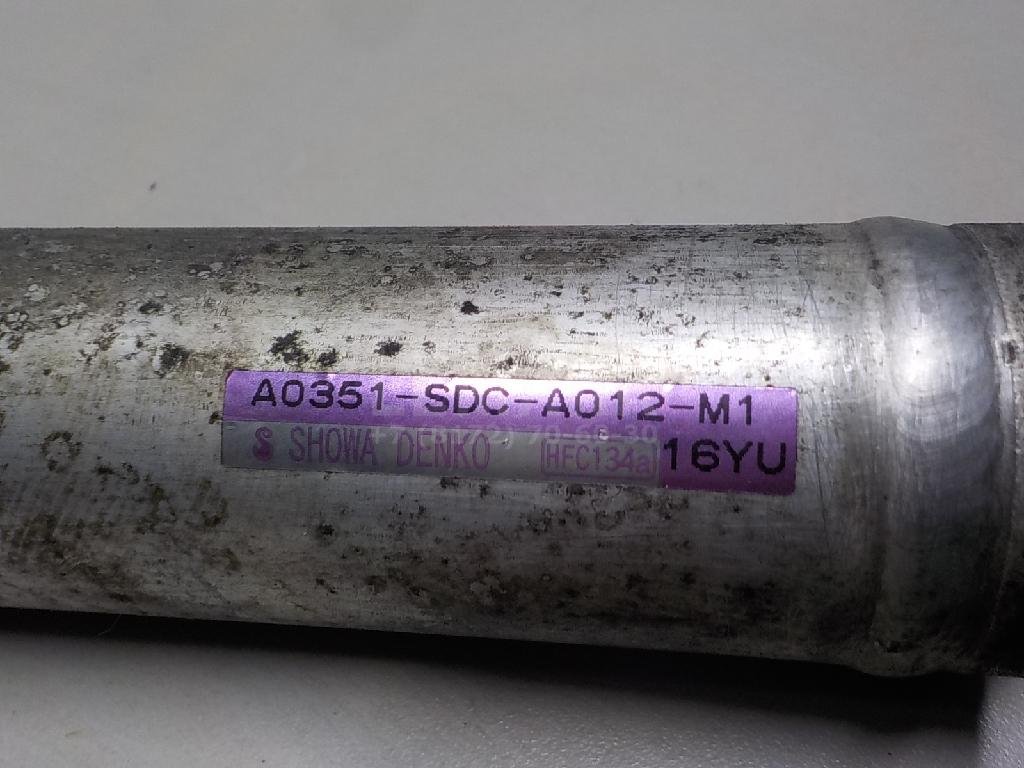 A0351-SDC-A012-M1
SHOWA DENKO HFC134a 16YU